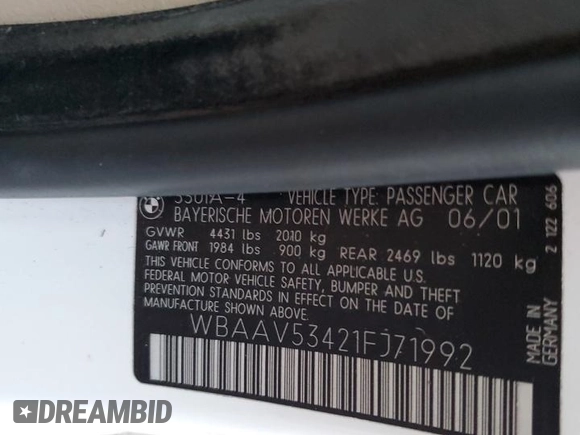 330IA-4 VEHICLE TYPE: PASSENGER CAR
BAYERISCHE MOTOREN WERKE AG 06/01
GVWR 4431 lbs 2010 kg
GAWR FRONT 1984 lbs 900 kg REAR 2469 lbs 1120 kg
THIS VEHICLE CONFORMS TO ALL APPLICABLE U.S.
FEDERAL MOTOR VEHICLE SAFETY, BUMPER AND THEFT
PREVENTION STANDARDS IN EFFECT ON THE DATE OF
MANUFACTURE SHOWN ABOVE.
WBAAV53421FJ71992
MADE IN
GERMANY
2 122 606
DREAMBID